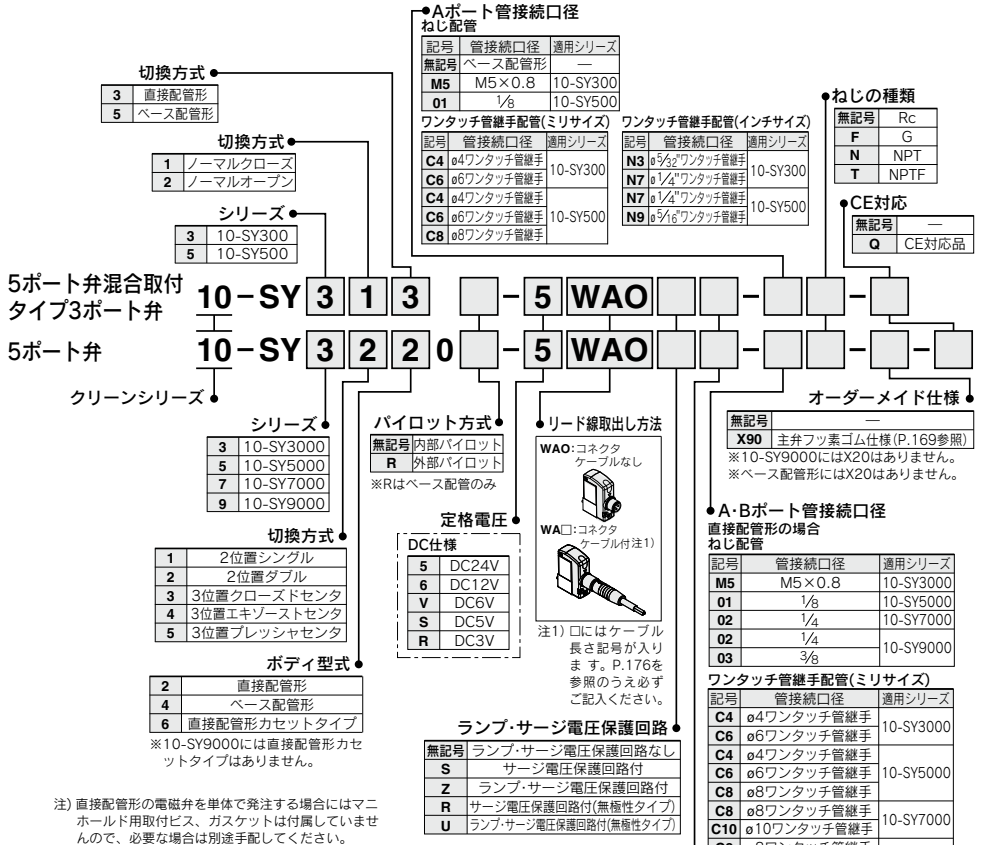 Aポート管接続口径
ねじ配管
記号 管接続口径 適用シリーズ
無記号 ベース配管形 —
M5 M5×0.8 10-SY300
01 1/8 10-SY500
ワンタッチ管継手配管(ミリサイズ)
記号 管接続口径 適用シリーズ
C4 ø4ワンタッチ管継手 10-SY300
C6 ø6ワンタッチ管継手
C4 ø4ワンタッチ管継手 10-SY500
C6 ø6ワンタッチ管継手
C8 ø8ワンタッチ管継手
ワンタッチ管継手配管(インチサイズ)
記号 管接続口径 適用シリーズ
N3 ø5/32"ワンタッチ管継手 10-SY300
N7 ø1/4"ワンタッチ管継手
N7 ø1/4"ワンタッチ管継手 10-SY500
N9 ø5/16"ワンタッチ管継手
切換方式
3 直接配管形
5 ベース配管形
切換方式
1 ノーマルクローズ
2 ノーマルオープン
シリーズ
3 10-SY300
5 10-SY500
ねじの種類
無記号 Rc
F G
N NPT
T NPTF
CE対応
無記号 —
Q CE対応品
5ポート弁混合取付
タイプ3ポート弁
10-SY 3 1 3 - 5 WAO - -
5ポート弁
10-SY 3 2 2 0 - 5 WAO - - -
クリーンシリーズ
シリーズ
3 10-SY3000
5 10-SY5000
7 10-SY7000
9 10-SY9000
切換方式
1 2位置シングル
2 2位置ダブル
3 3位置クローズドセンタ
4 3位置エキゾーストセンタ
5 3位置プレッシャセンタ
ボディ型式
2 直接配管形
4 ベース配管形
6 直接配管形カセットタイプ
※10-SY9000には直接配管形カセ
ットタイプはありません。
注) 直接配管形の電磁弁を単体で発注する場合にはマニ
ホールド用取付ビス、ガスケットは付属していませ
んので、必要な場合は別途手配してください。
パイロット方式
無記号 内部パイロット
R 外部パイロット
※Rはベース配管のみ
定格電圧
DC仕様
5 DC24V
6 DC12V
V DC6V
S DC5V
R DC3V
リード線取出し方法
WAO:コネクタ
ケーブルなし
WA□:コネクタ
ケーブル付注1)
注1) □にはケーブル
長さ記号が入り
ま す。P.176を
参照のうえ必ず
ご記入ください。
ランプ・サージ電圧保護回路
無記号 ランプ・サージ電圧保護回路なし
S サージ電圧保護回路付
Z ランプ・サージ電圧保護回路付
R サージ電圧保護回路付(無極性タイプ)
U ランプ・サージ電圧保護回路付(無極性タイプ)
オーダーメイド仕様
無記号 —
X90 主弁フッ素ゴム仕様(P.169参照)
※10-SY9000にはX20はありません。
※ベース配管形にはX20はありません。
A・Bポート管接続口径
直接配管形の場合
ねじ配管
記号 管接続口径 適用シリーズ
M5 M5×0.8 10-SY3000
01 1/8 10-SY5000
02 1/4 10-SY7000
02 1/4 10-SY9000
03 3/8
ワンタッチ管継手配管(ミリサイズ)
記号 管接続口径 適用シリーズ
C4 ø4ワンタッチ管継手 10-SY3000
C6 ø6ワンタッチ管継手
C4 ø4ワンタッチ管継手 10-SY5000
C6 ø6ワンタッチ管継手
C8 ø8ワンタッチ管継手
C8 ø8ワンタッチ管継手 10-SY7000
C10 ø10ワンタッチ管継手